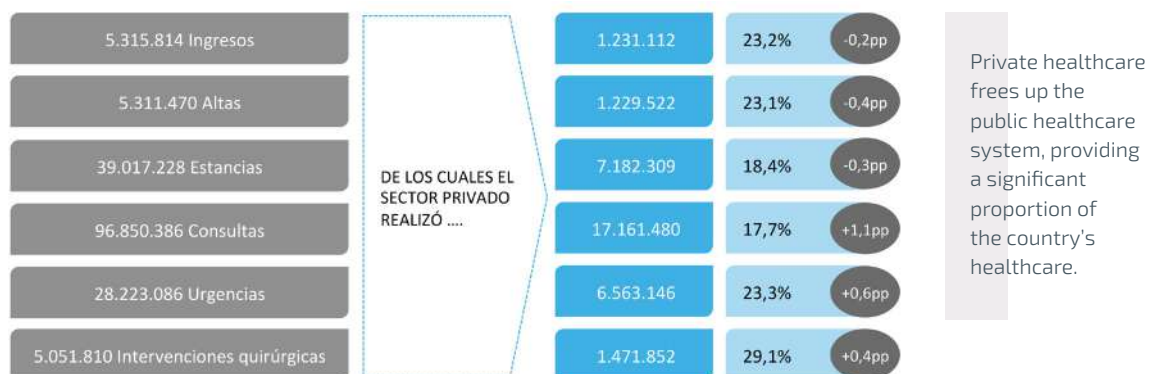 5.315.814 Ingresos
1.231.112
23,2%
-0,2pp
5.311.470 Altas
1.229.522
23,1%
-0,4pp
39.017.228 Estancias
7.182.309
18,4%
-0,3pp
DE LOS CUALES EL
SECTOR PRIVADO
REALIZÓ ....
96.850.386 Consultas
17.161.480
17,7%
+1,1pp
28.223.086 Urgencias
6.563.146
23,3%
+0,6pp
5.051.810 Intervenciones quirúrgicas
1.471.852
29,1%
+0,4pp
Private healthcare
frees up the
public healthcare
system, providing
a significant
proportion of
the country's
healthcare.